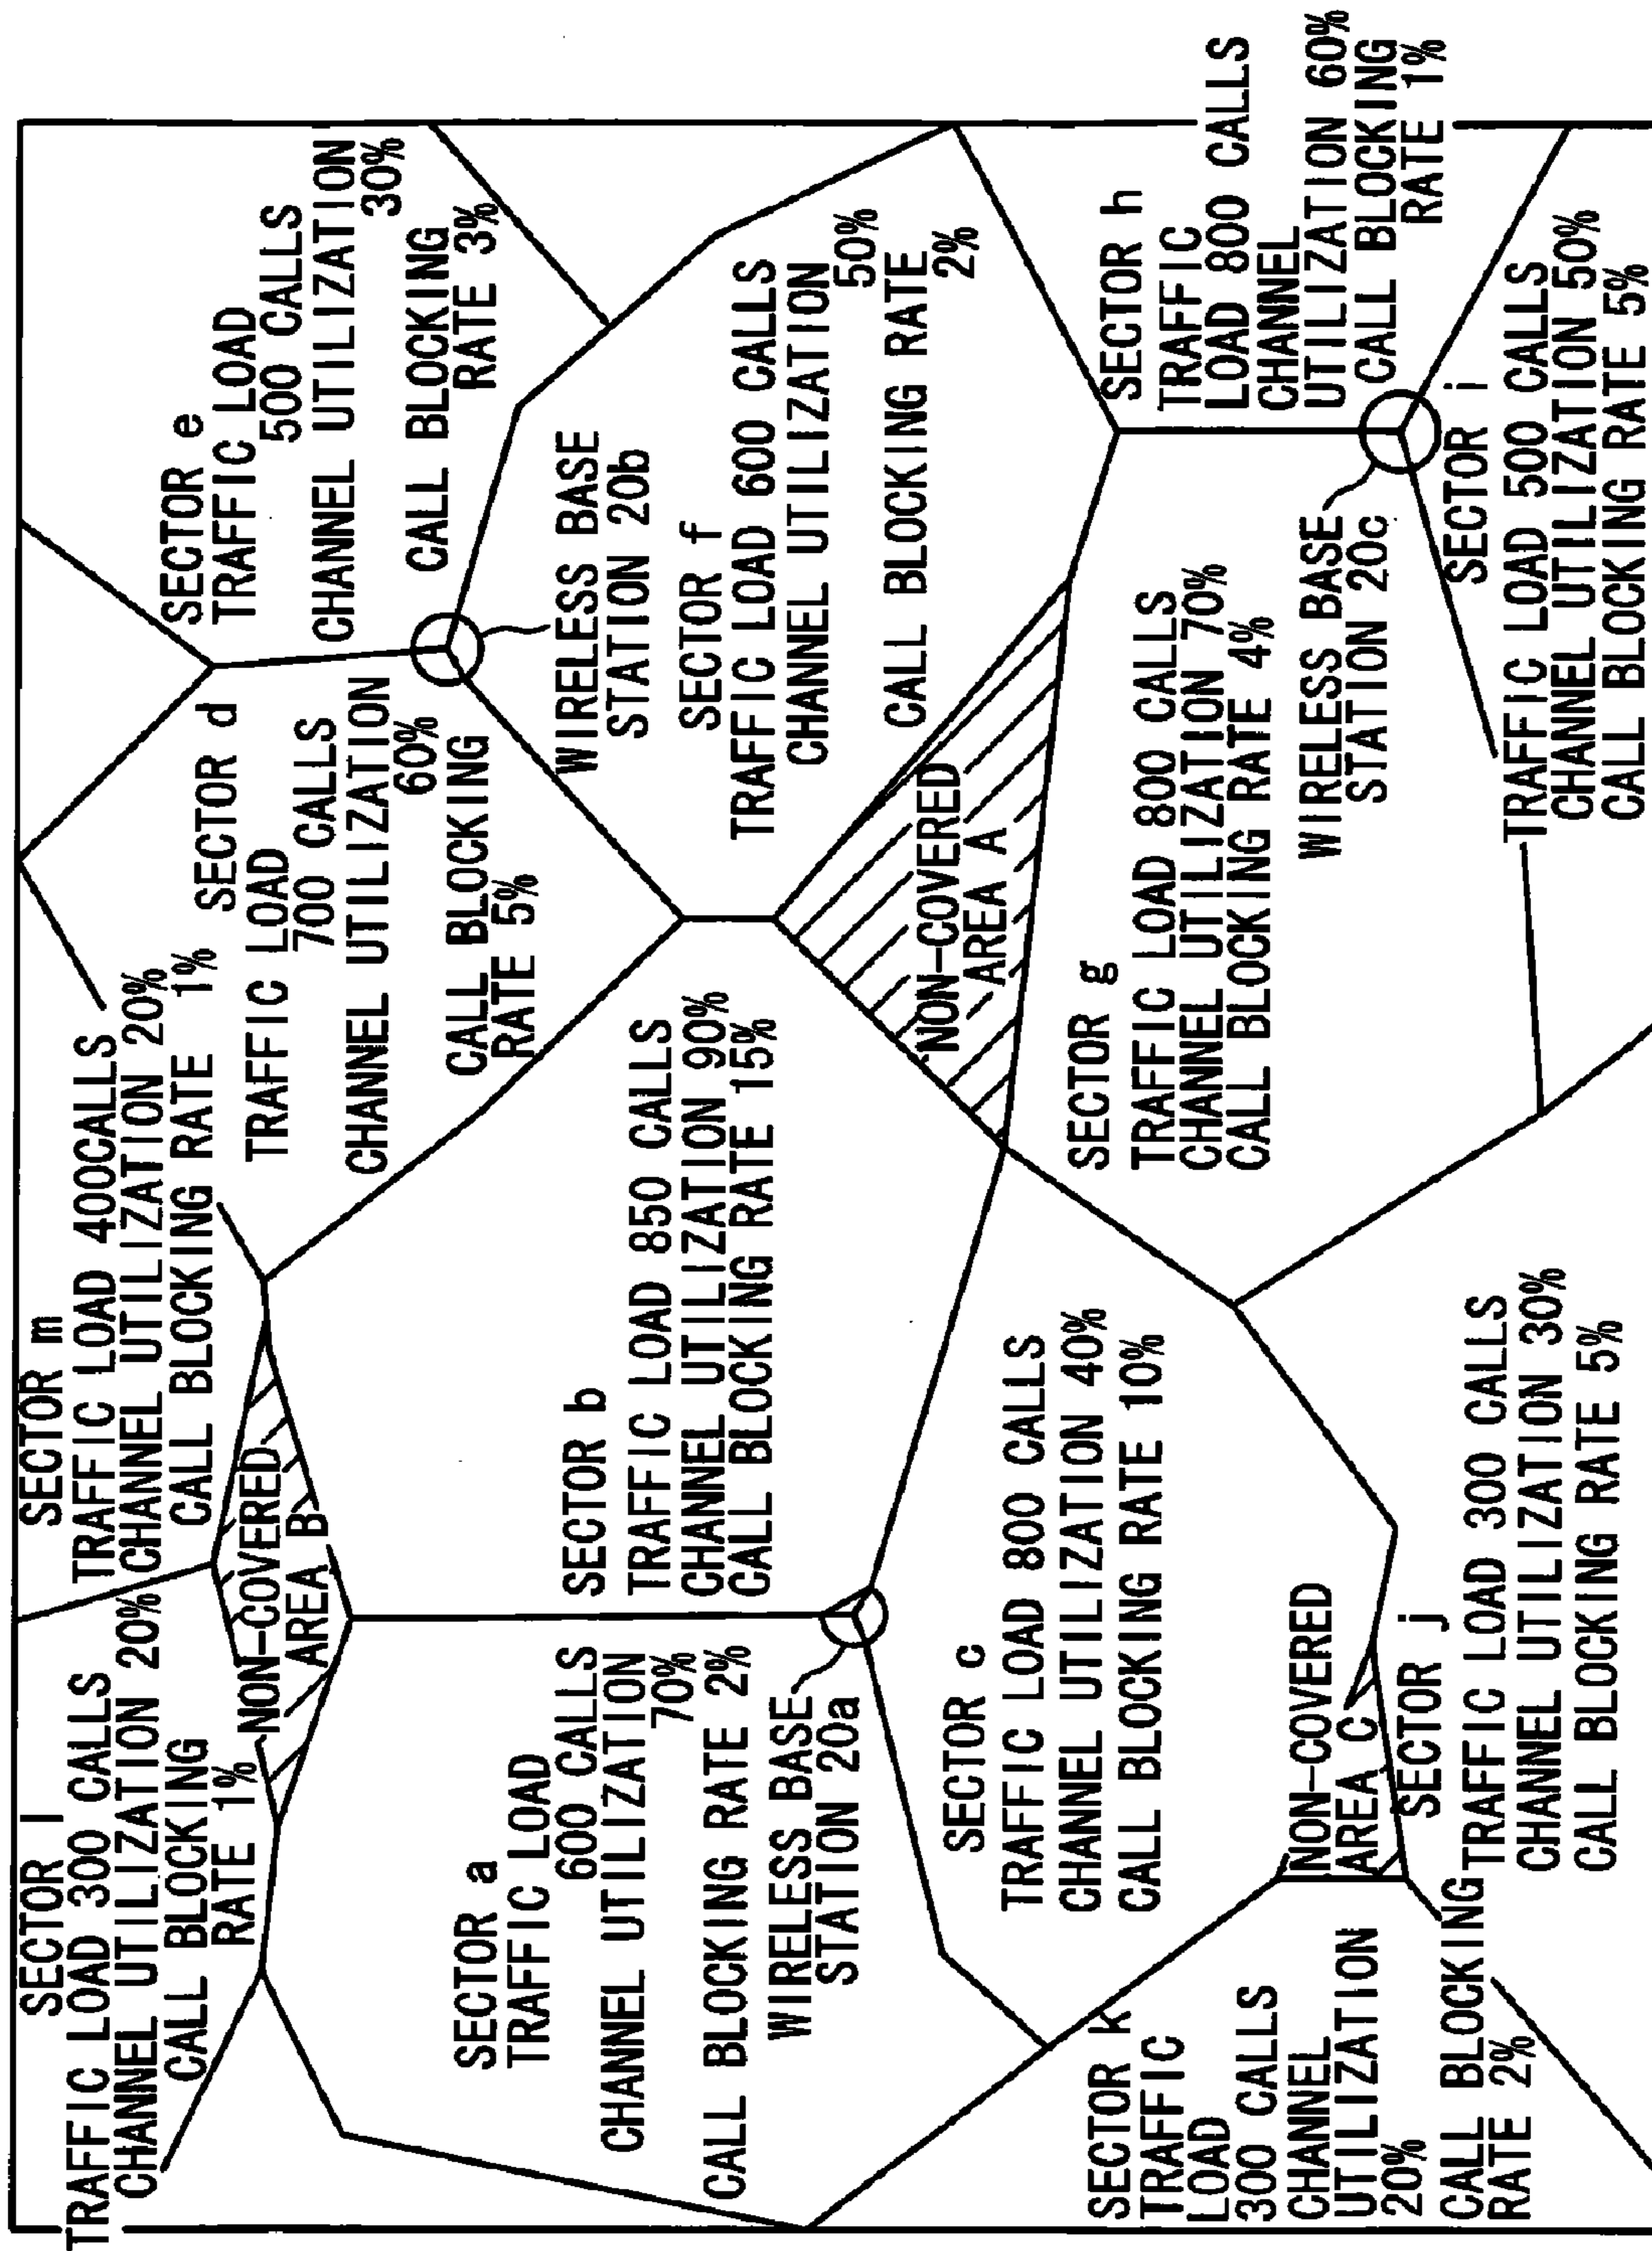 SECTOR l
TRAFFIC LOAD 300 CALLS
CHANNEL UTILIZATION 20%
CALL BLOCKING
RATE 1%
SECTOR m
TRAFFIC LOAD 400CALLS
CHANNEL UTILIZATION 20%
CALL BLOCKING RATE 1%
NON-COVERED
AREA B
SECTOR d
TRAFFIC LOAD
700 CALLS
CHANNEL UTILIZATION
60%
CALL BLOCKING
RATE 5%
SECTOR e
TRAFFIC LOAD
500 CALLS
CHANNEL UTILIZATION
30%
CALL BLOCKING
RATE 3%
SECTOR a
TRAFFIC LOAD
600 CALLS
CHANNEL UTILIZATION
70%
CALL BLOCKING RATE 2%
WIRELESS BASE
STATION 20a
SECTOR b
TRAFFIC LOAD 850 CALLS
CHANNEL UTILIZATION 90%
CALL BLOCKING RATE 15%
WIRELESS BASE
STATION 20b
SECTOR f
TRAFFIC LOAD 600 CALLS
CHANNEL UTILIZATION
50%
CALL BLOCKING RATE
2%
NON-COVERED
AREA A
SECTOR c
TRAFFIC LOAD 800 CALLS
CHANNEL UTILIZATION 40%
CALL BLOCKING RATE 10%
SECTOR g
TRAFFIC LOAD 800 CALLS
CHANNEL UTILIZATION 70%
CALL BLOCKING RATE 4%
WIRELESS BASE
STATION 20c
SECTOR h
TRAFFIC
LOAD 800 CALLS
CHANNEL
UTILIZATION 60%
CALL BLOCKING
RATE 1%
SECTOR k
TRAFFIC
LOAD
300 CALLS
CHANNEL
UTILIZATION
20%
CALL BLOCKING
RATE 2%
NON-COVERED
AREA C
SECTOR j
TRAFFIC LOAD 300 CALLS
CHANNEL UTILIZATION 30%
CALL BLOCKING RATE 5%
SECTOR i
TRAFFIC LOAD 500 CALLS
CHANNEL UTILIZATION 50%
CALL BLOCKING RATE 5%